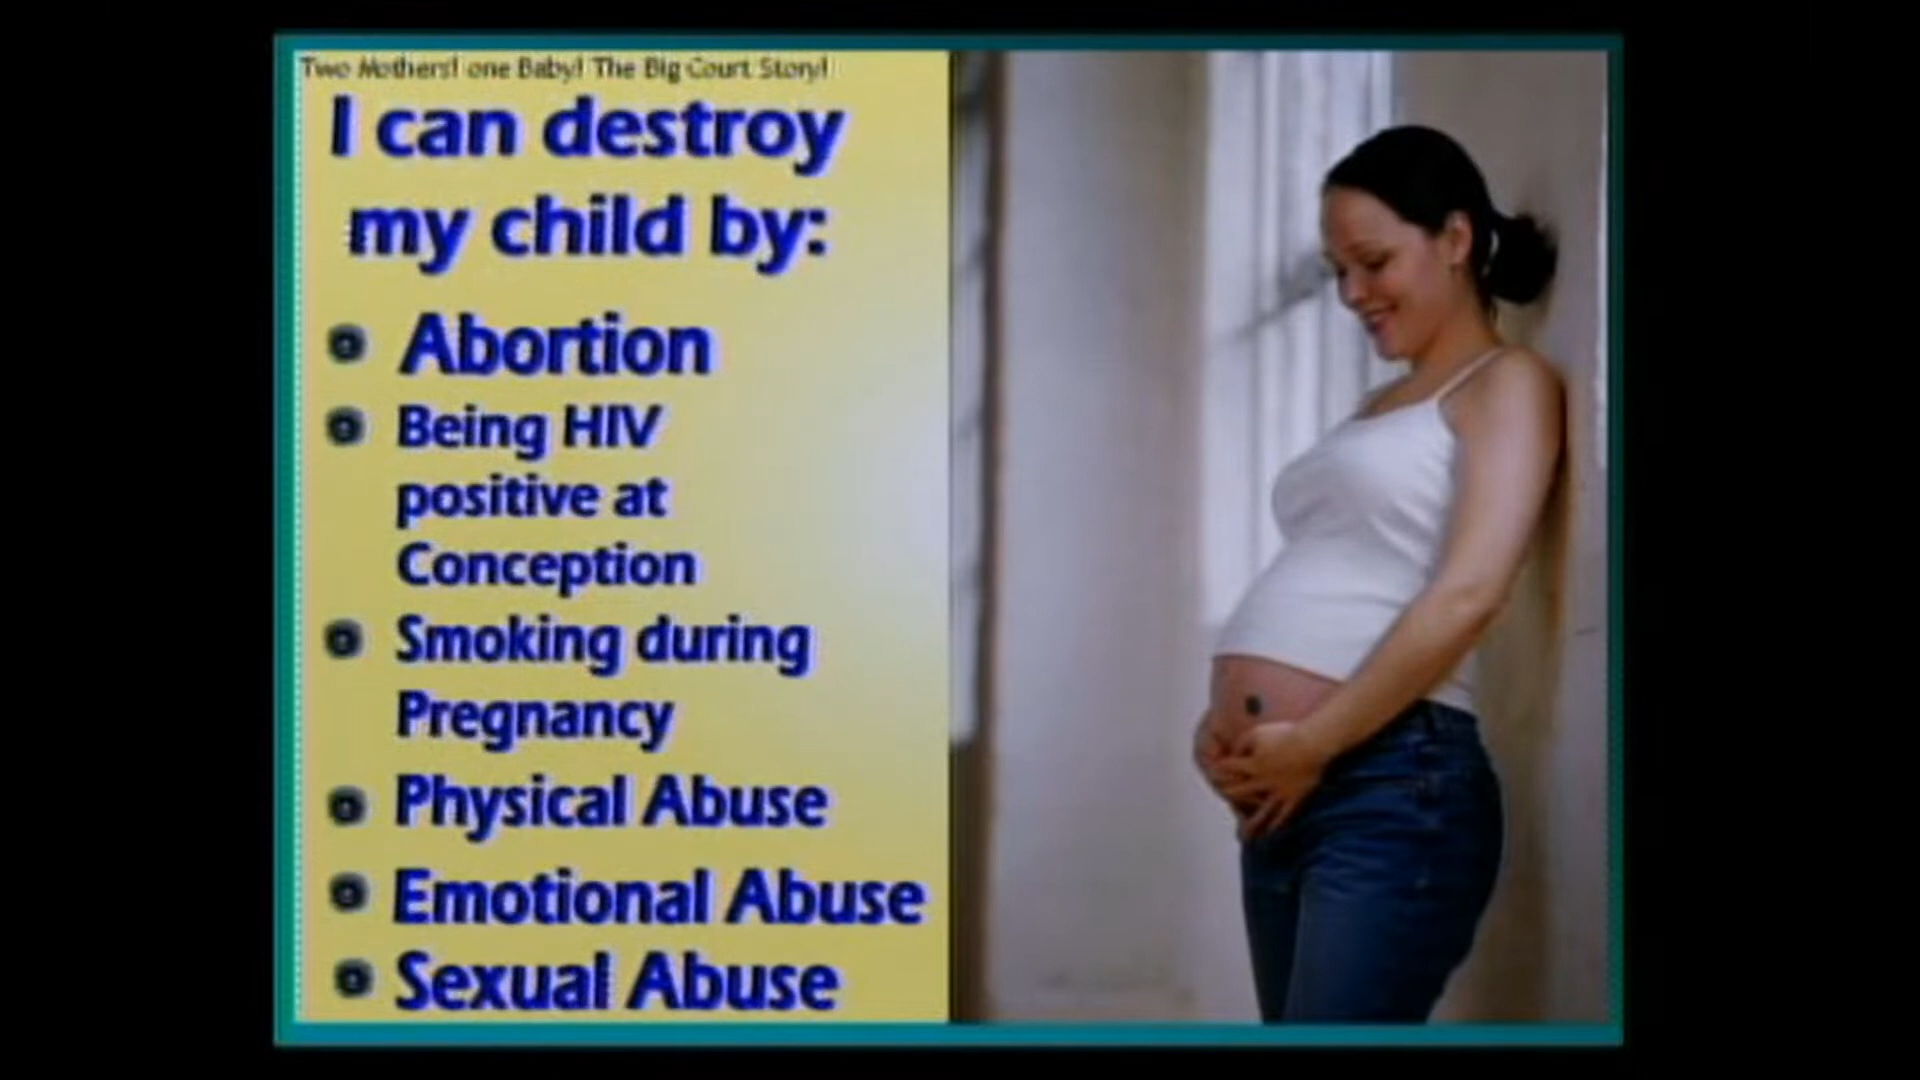 Two Mothers! one Baby! The Big Court Story!
I can destroy
my child by:
Abortion
Being HIV
positive at
Conception
Smoking during
Pregnancy
Physical Abuse
Emotional Abuse
Sexual Abuse